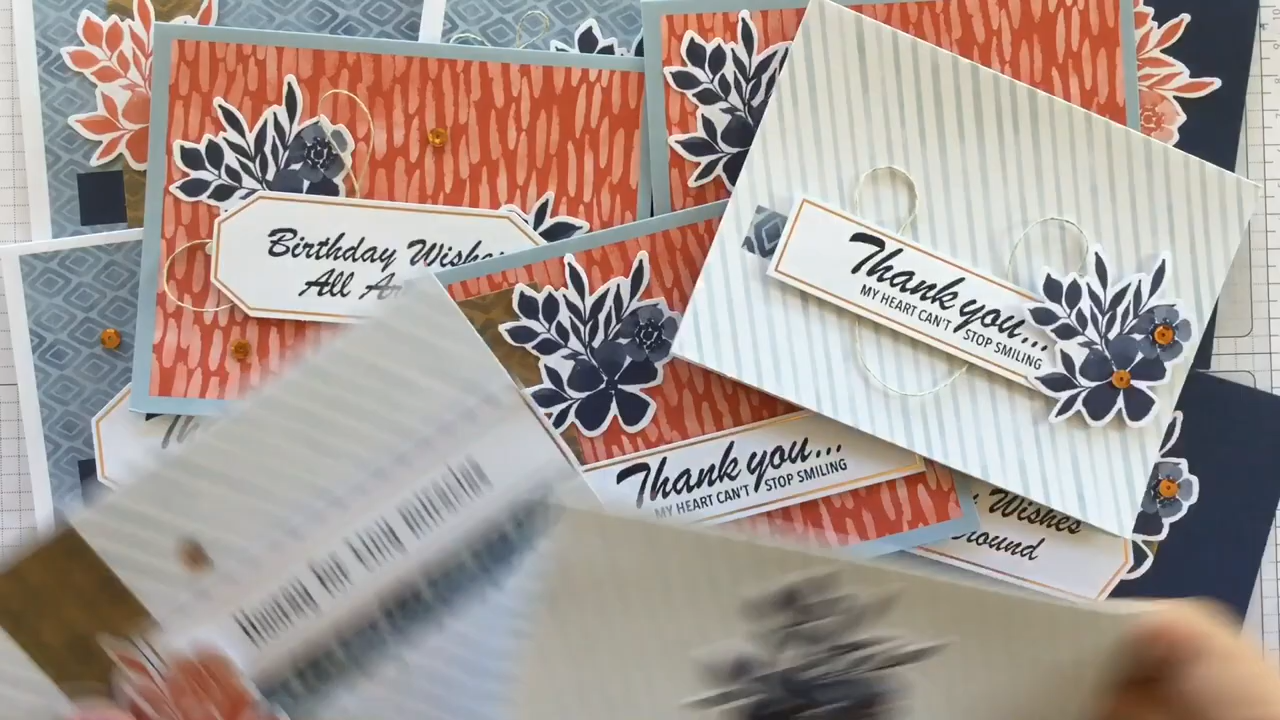 Birthday Wishes
All Ar
Thank you...
MY HEART CAN'T STOP SMILING
Thank you...
MY HEART CAN'T STOP SMILING
Wishes
round